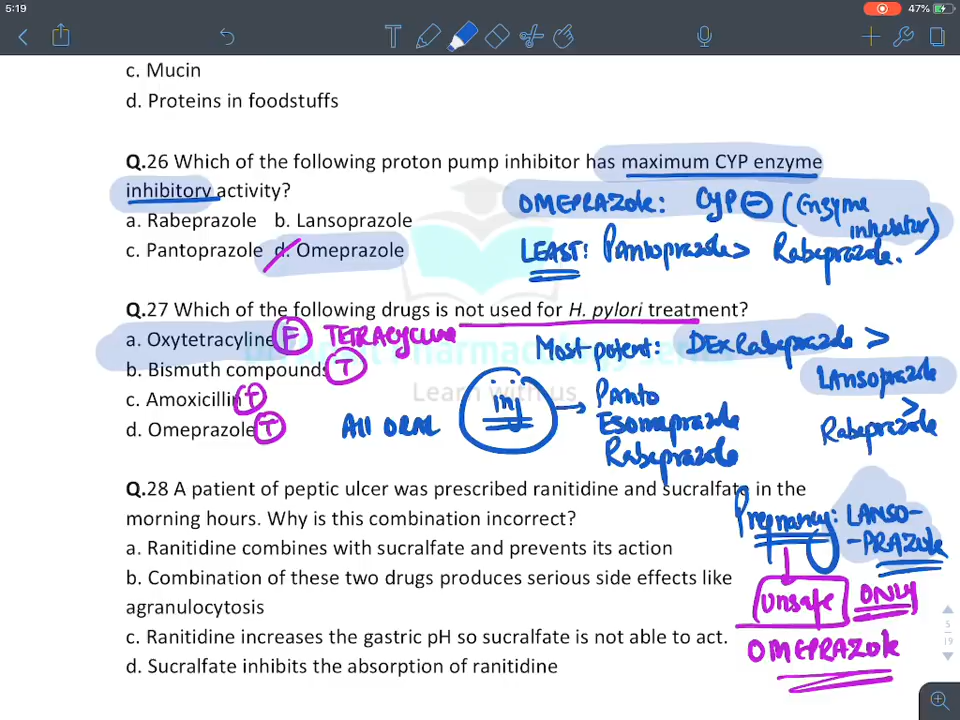 5:19
47%
c. Mucin
d. Proteins in foodstuffs
Q.26 Which of the following proton pump inhibitor has maximum CYP enzyme
inhibitory activity?
a. Rabeprazole b. Lansoprazole
c. Pantoprazole d. Omeprazole
OMEPRAZOLE: CYP ⊖ (Enzyme
inhibitor)
LEAST: Pantoprazole > Rabeprazole.
Q.27 Which of the following drugs is not used for H. pylori treatment?
a. Oxytetracyline F TETRACYCLINE
b. Bismuth compounds T
c. Amoxicillin T
d. Omeprazole T
Most potent: DEXRabeprazole >
LANSOPRAZOLE
>
Rabeprazole
Learn with us
All ORAL inj → Panto
Esomeprazole
Rabeprazole
Q.28 A patient of peptic ulcer was prescribed ranitidine and sucralfate in the
morning hours. Why is this combination incorrect?
a. Ranitidine combines with sucralfate and prevents its action
b. Combination of these two drugs produces serious side effects like
agranulocytosis
c. Ranitidine increases the gastric pH so sucralfate is not able to act.
d. Sucralfate inhibits the absorption of ranitidine
Pregnancy: LANSO-
-PRAZOLE
Unsafe ONLY
OMEPRAZOLE
5
19